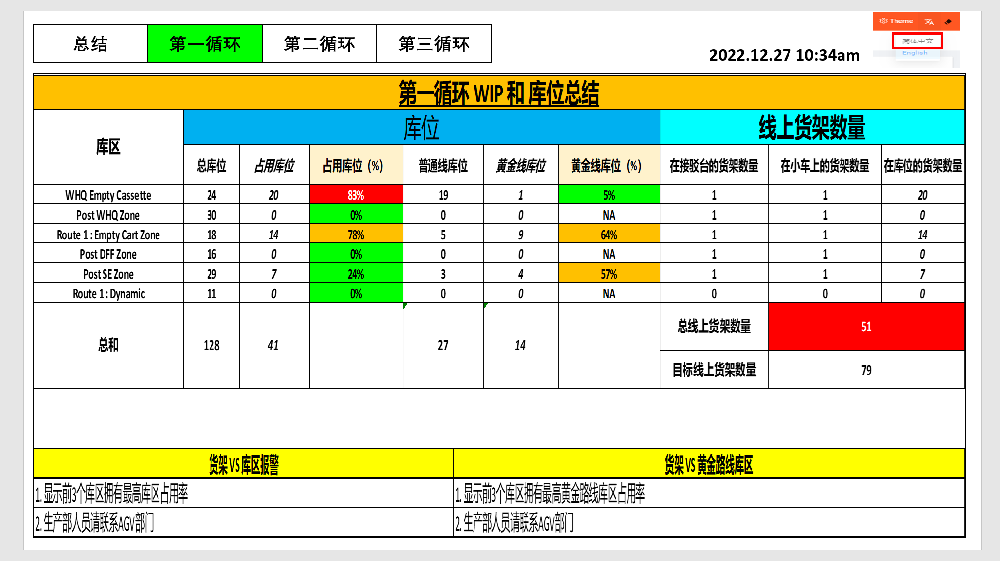 总结 第一循环 第二循环 第三循环
2022.12.27 10:34am
Theme
简体中文
English
第一循环 WIP 和 库位总结
库区 库位 线上货架数量
总库位 占用库位 占用库位 (%) 普通线库位 黄金线库位 黄金线库位 (%) 在接驳台的货架数量 在小车上的货架数量 在库位的货架数量
WHQ Empty Cassette 24 20 83% 19 1 5% 1 1 20
Post WHQ Zone 30 0 0% 0 0 NA 1 1 0
Route 1 : Empty Cart Zone 18 14 78% 5 9 64% 1 1 14
Post DFF Zone 16 0 0% 0 0 NA 1 1 0
Post SE Zone 29 7 24% 3 4 57% 1 1 7
Route 1 : Dynamic 11 0 0% 0 0 NA 0 0 0
总和 128 41 27 14
总线上货架数量 51
目标线上货架数量 79
货架 VS 库区报警 货架 VS 黄金路线库区
1. 显示前3个库区拥有最高库区占用率 1. 显示前3个库区拥有最高黄金路线库区占用率
2. 生产部人员请联系AGV部门 2. 生产部人员请联系AGV部门